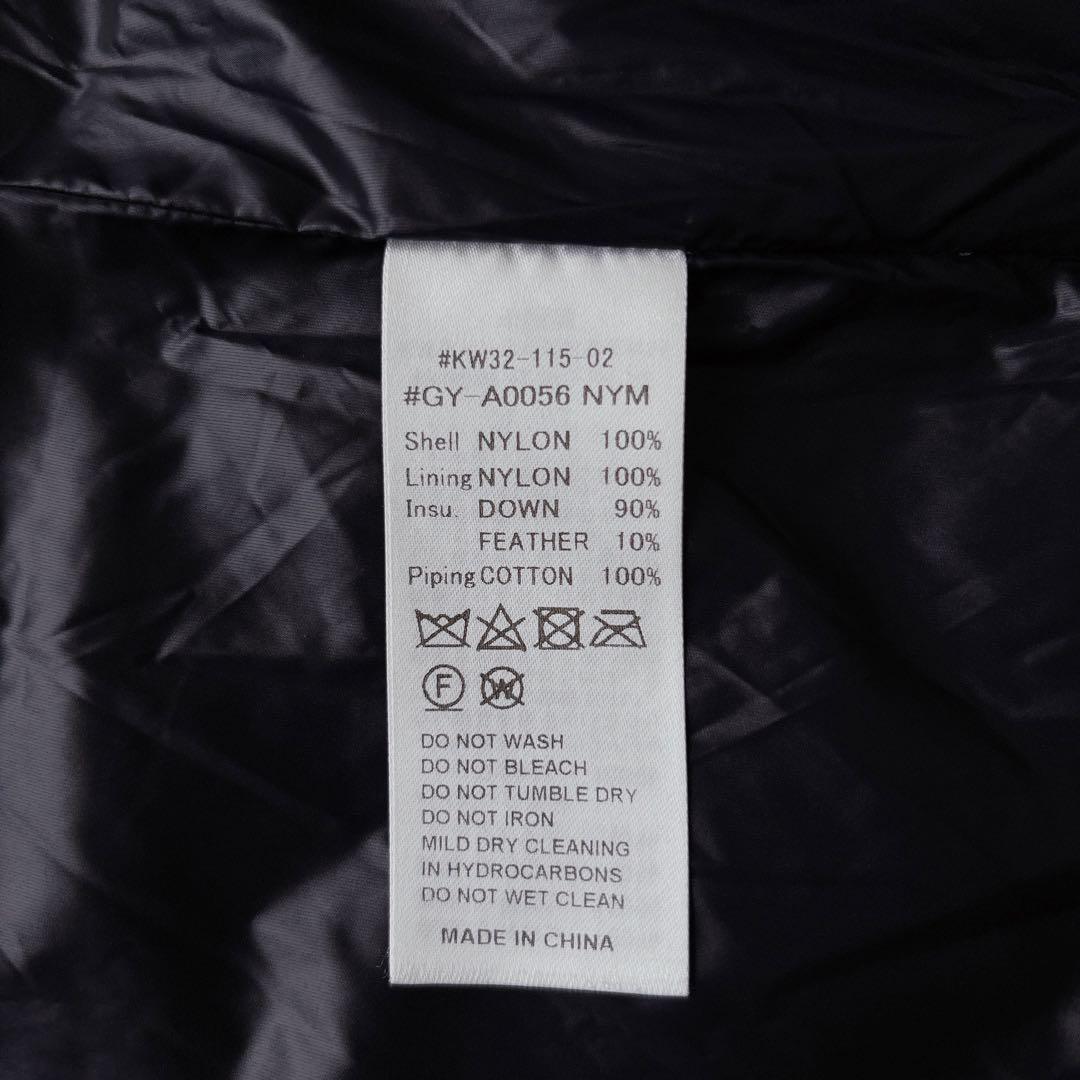 #KW32-115-02
#GY-A0056 NYM
Shell NYLON 100%
Lining NYLON 100%
Insu. DOWN 90%
FEATHER 10%
Piping COTTON 100%
F W
DO NOT WASH
DO NOT BLEACH
DO NOT TUMBLE DRY
DO NOT IRON
MILD DRY CLEANING
IN HYDROCARBONS
DO NOT WET CLEAN
MADE IN CHINA